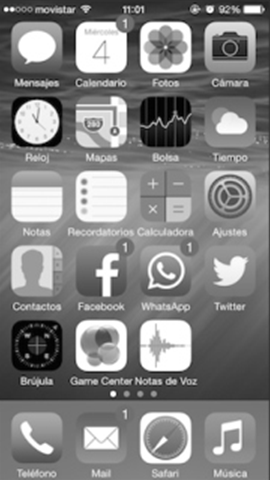 movistar 11:01 92%
1
Miércoles
4
Mensajes Calendario Fotos Cámara
280
Reloj Mapas Bolsa Tiempo
Notas Recordatorios Calculadora Ajustes
1 1
Contactos Facebook WhatsApp Twitter
Brújula Game Center Notas de Voz
1
Teléfono Mail Safari Música